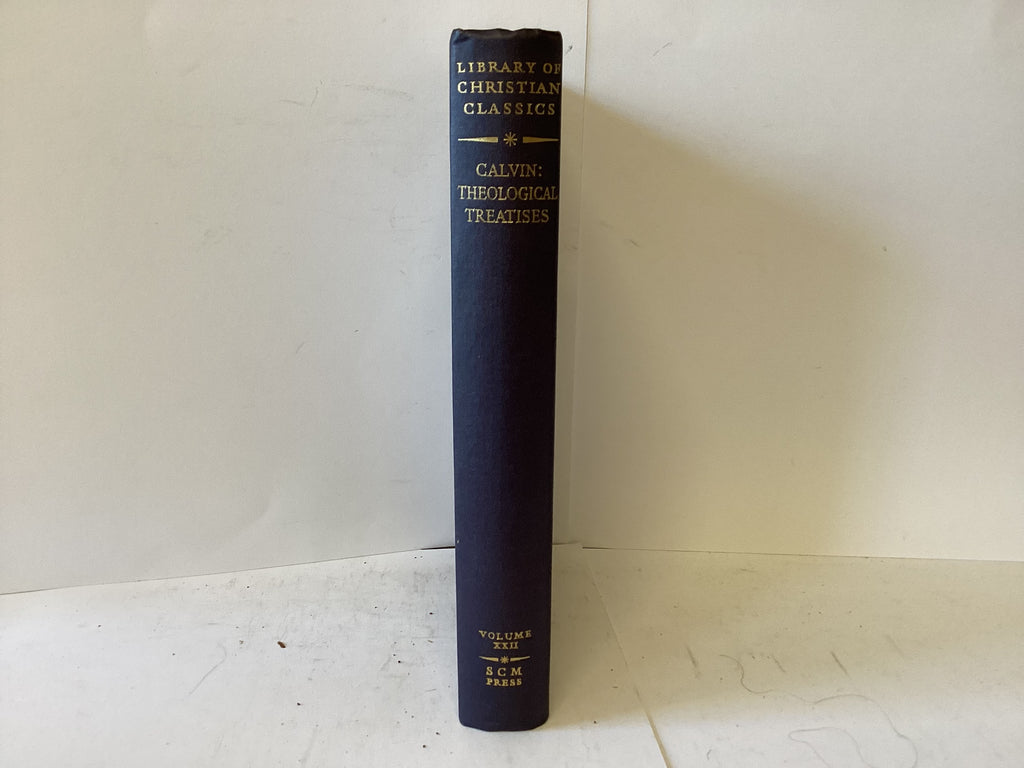 LIBRARY OF
CHRISTIAN
CLASSICS
CALVIN:
THEOLOGICAL
TREATISES
VOLUME
XXII
SCM
PRESS